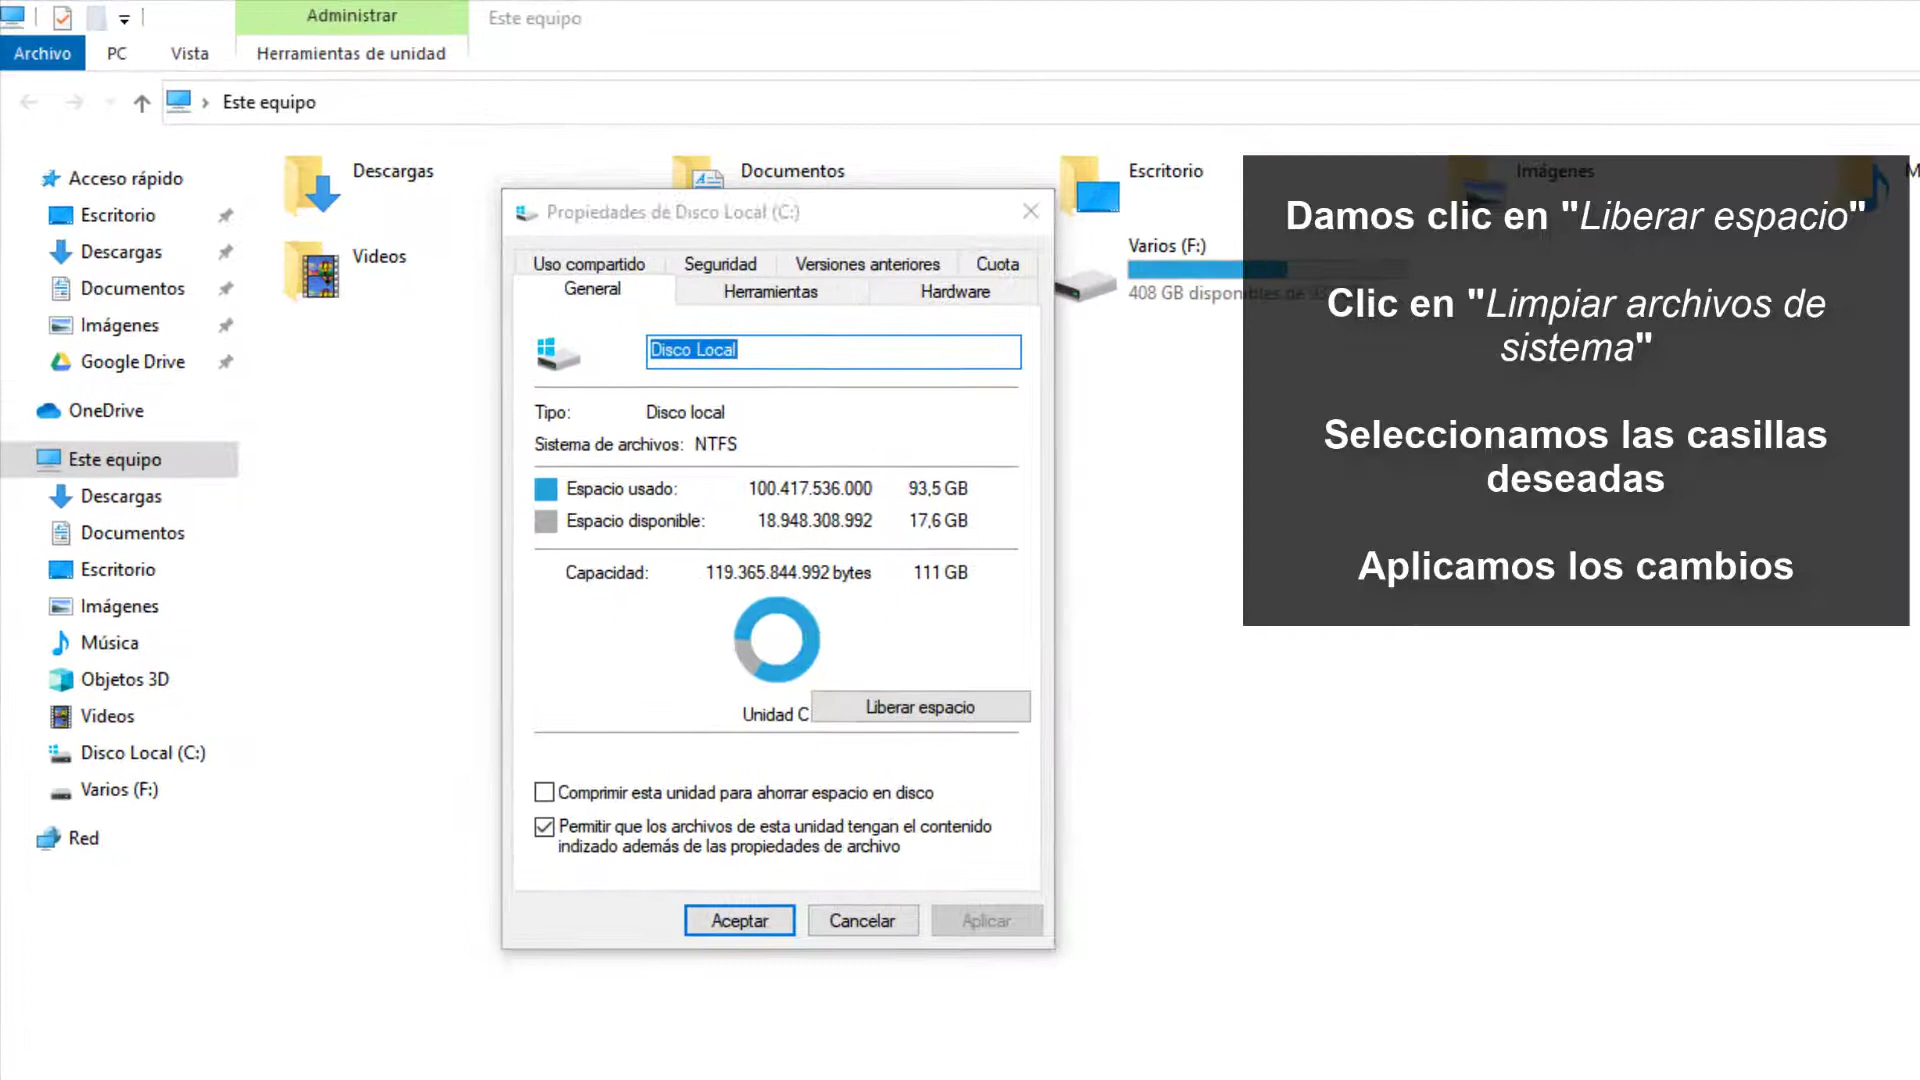 Administrar
Este equipo
Archivo
PC
Vista
Herramientas de unidad
Este equipo
Acceso rápido
Escritorio
Descargas
Documentos
Imágenes
Google Drive
OneDrive
Este equipo
Descargas
Documentos
Escritorio
Imágenes
Música
Objetos 3D
Videos
Disco Local (C:)
Varios (F:)
Red
Descargas
Documentos
Escritorio
Imágenes
M
Videos
Varios (F:)
408 GB disponibles de 93
Propiedades de Disco Local (C:)
Uso compartido
Seguridad
Versiones anteriores
Cuota
General
Herramientas
Hardware
Disco Local
Tipo: Disco local
Sistema de archivos: NTFS
Espacio usado: 100.417.536.000 93,5 GB
Espacio disponible: 18.948.308.992 17,6 GB
Capacidad: 119.365.844.992 bytes 111 GB
Unidad C
Liberar espacio
Comprimir esta unidad para ahorrar espacio en disco
Permitir que los archivos de esta unidad tengan el contenido
indizado además de las propiedades de archivo
Aceptar
Cancelar
Aplicar
Damos clic en "Liberar espacio"
Clic en "Limpiar archivos de
sistema"
Seleccionamos las casillas
deseadas
Aplicamos los cambios